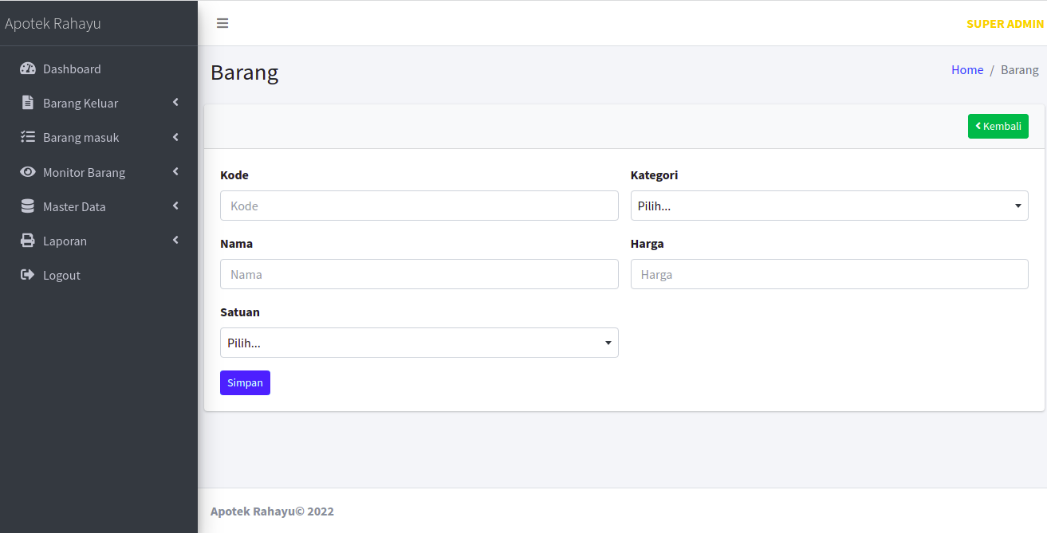 Apotek Rahayu
SUPER ADMIN
Dashboard
Barang Keluar
Barang masuk
Monitor Barang
Master Data
Laporan
Logout
Barang
Home / Barang
Kembali
Kode
Kode
Kategori
Pilih...
Nama
Nama
Harga
Harga
Satuan
Pilih...
Simpan
Apotek Rahayu© 2022